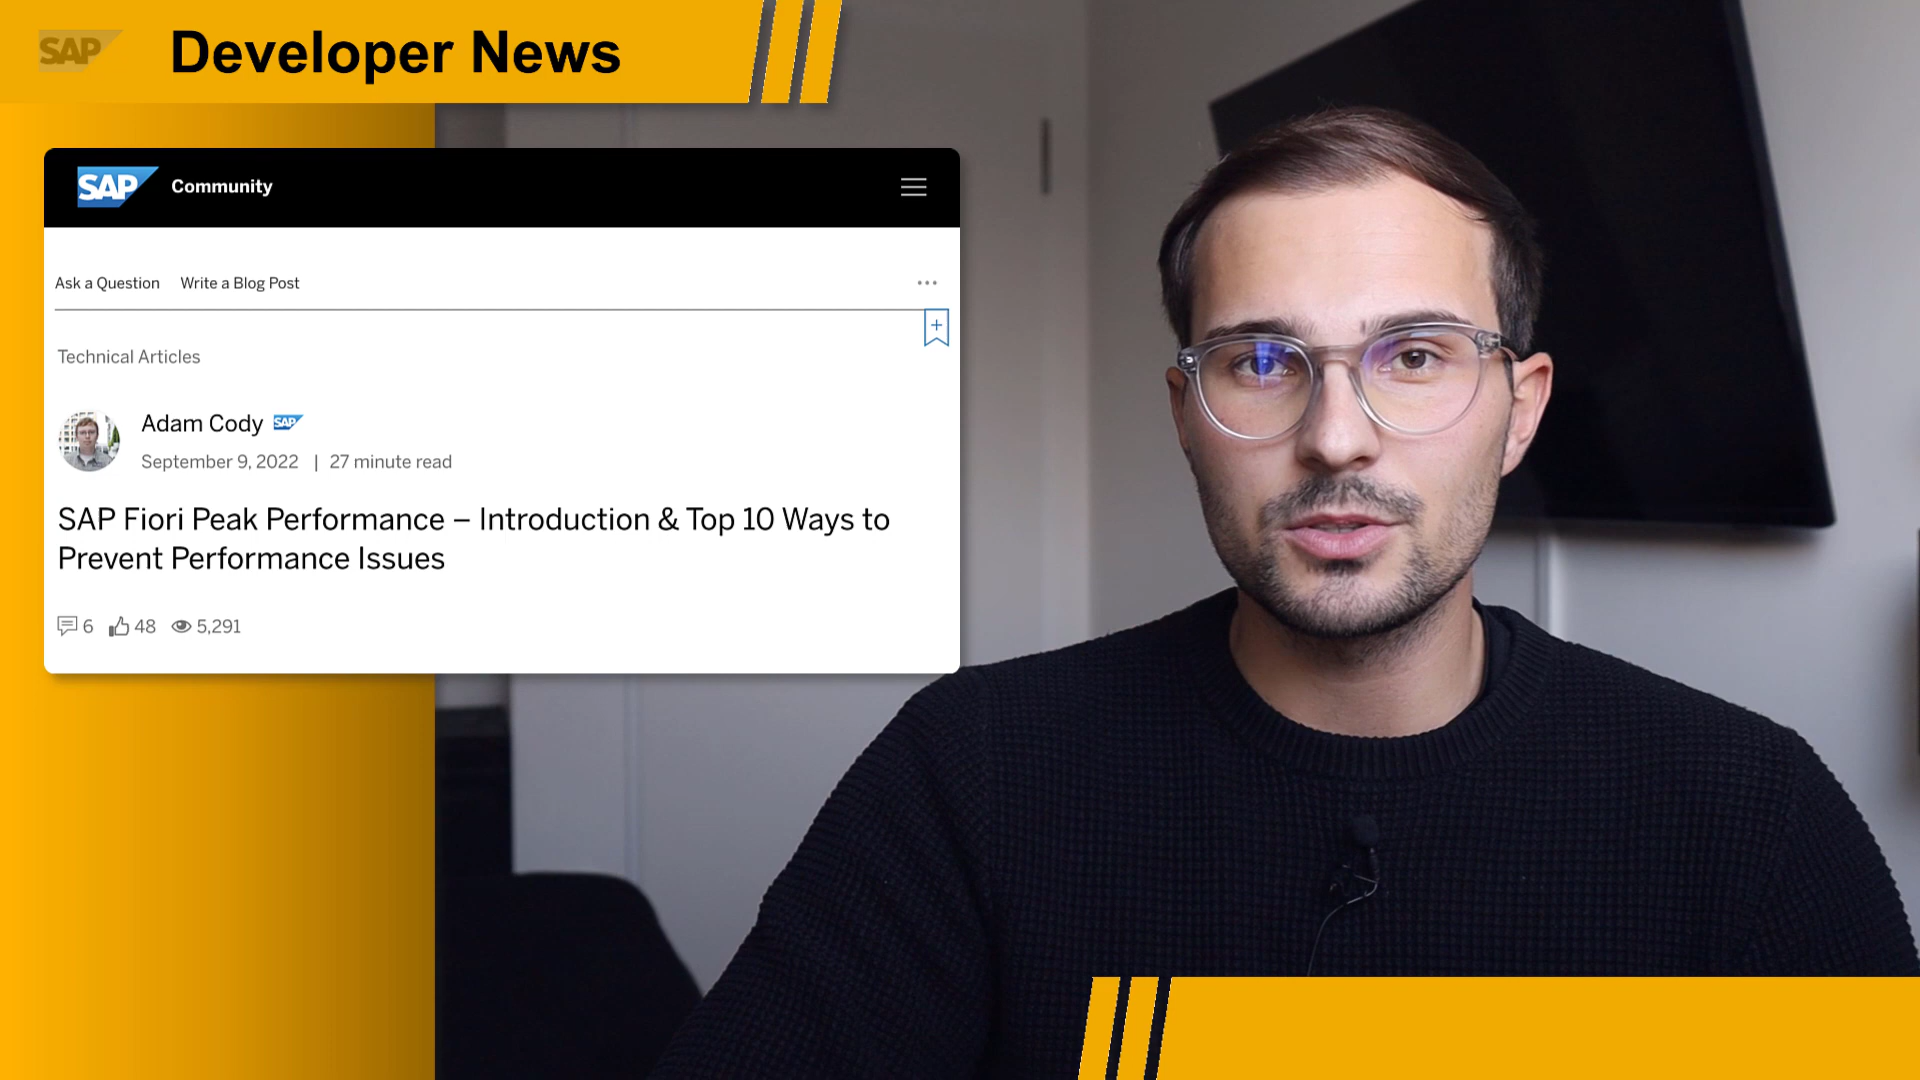 SAP Developer News
SAP Community
Ask a Question Write a Blog Post
Technical Articles
Adam Cody SAP
September 9, 2022 | 27 minute read
SAP Fiori Peak Performance – Introduction & Top 10 Ways to
Prevent Performance Issues
6 48 5,291